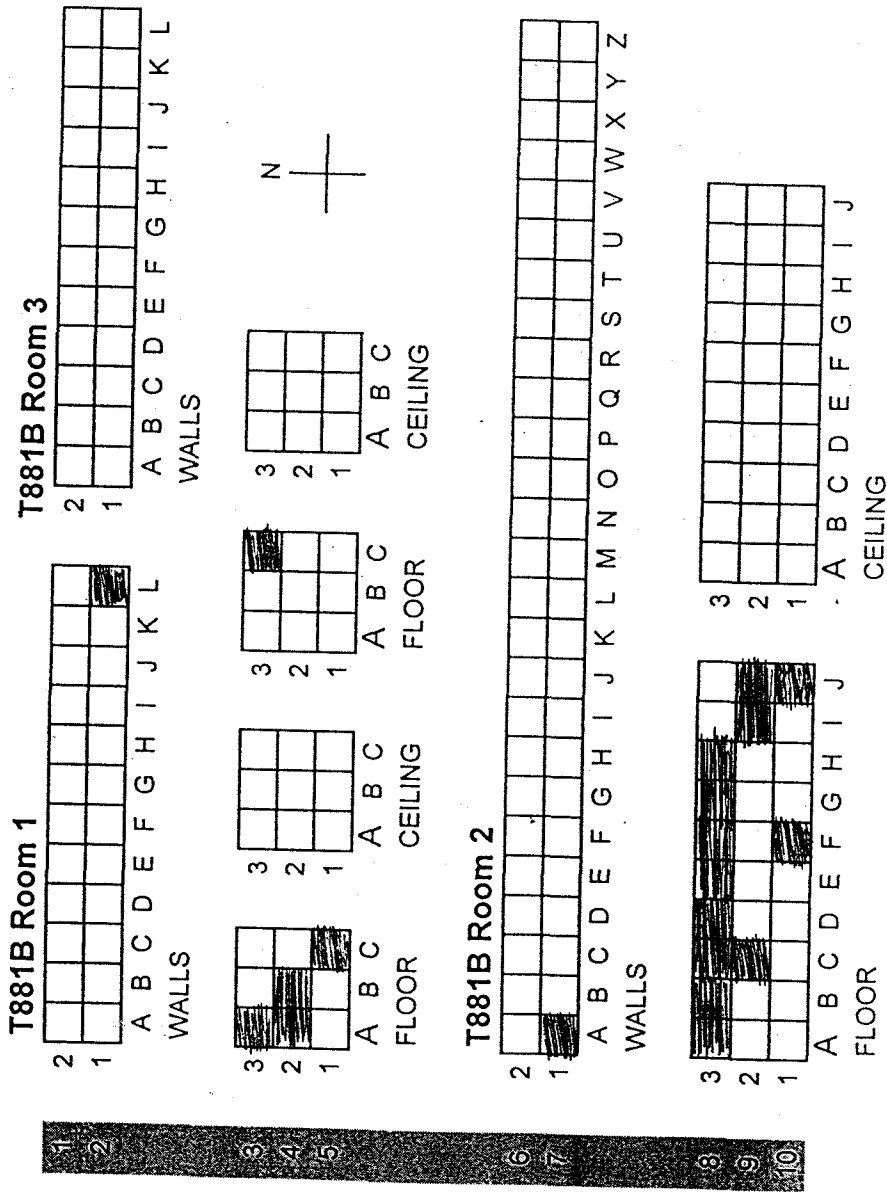 T881B Room 1
2
1
A B C D E F G H I J K L
WALLS
T881B Room 3
2
1
A B C D E F G H I J K L
WALLS
3
2
1
A B C
FLOOR
3
2
1
A B C
CEILING
3
2
1
A B C
FLOOR
3
2
1
A B C
CEILING
N
T881B Room 2
2
1
A B C D E F G H I J K L M N O P Q R S T U V W X Y Z
WALLS
3
2
1
A B C D E F G H I J
FLOOR
3
2
1
A B C D E F G H I J
CEILING
1
2
3
4
5
6
7
8
9
10